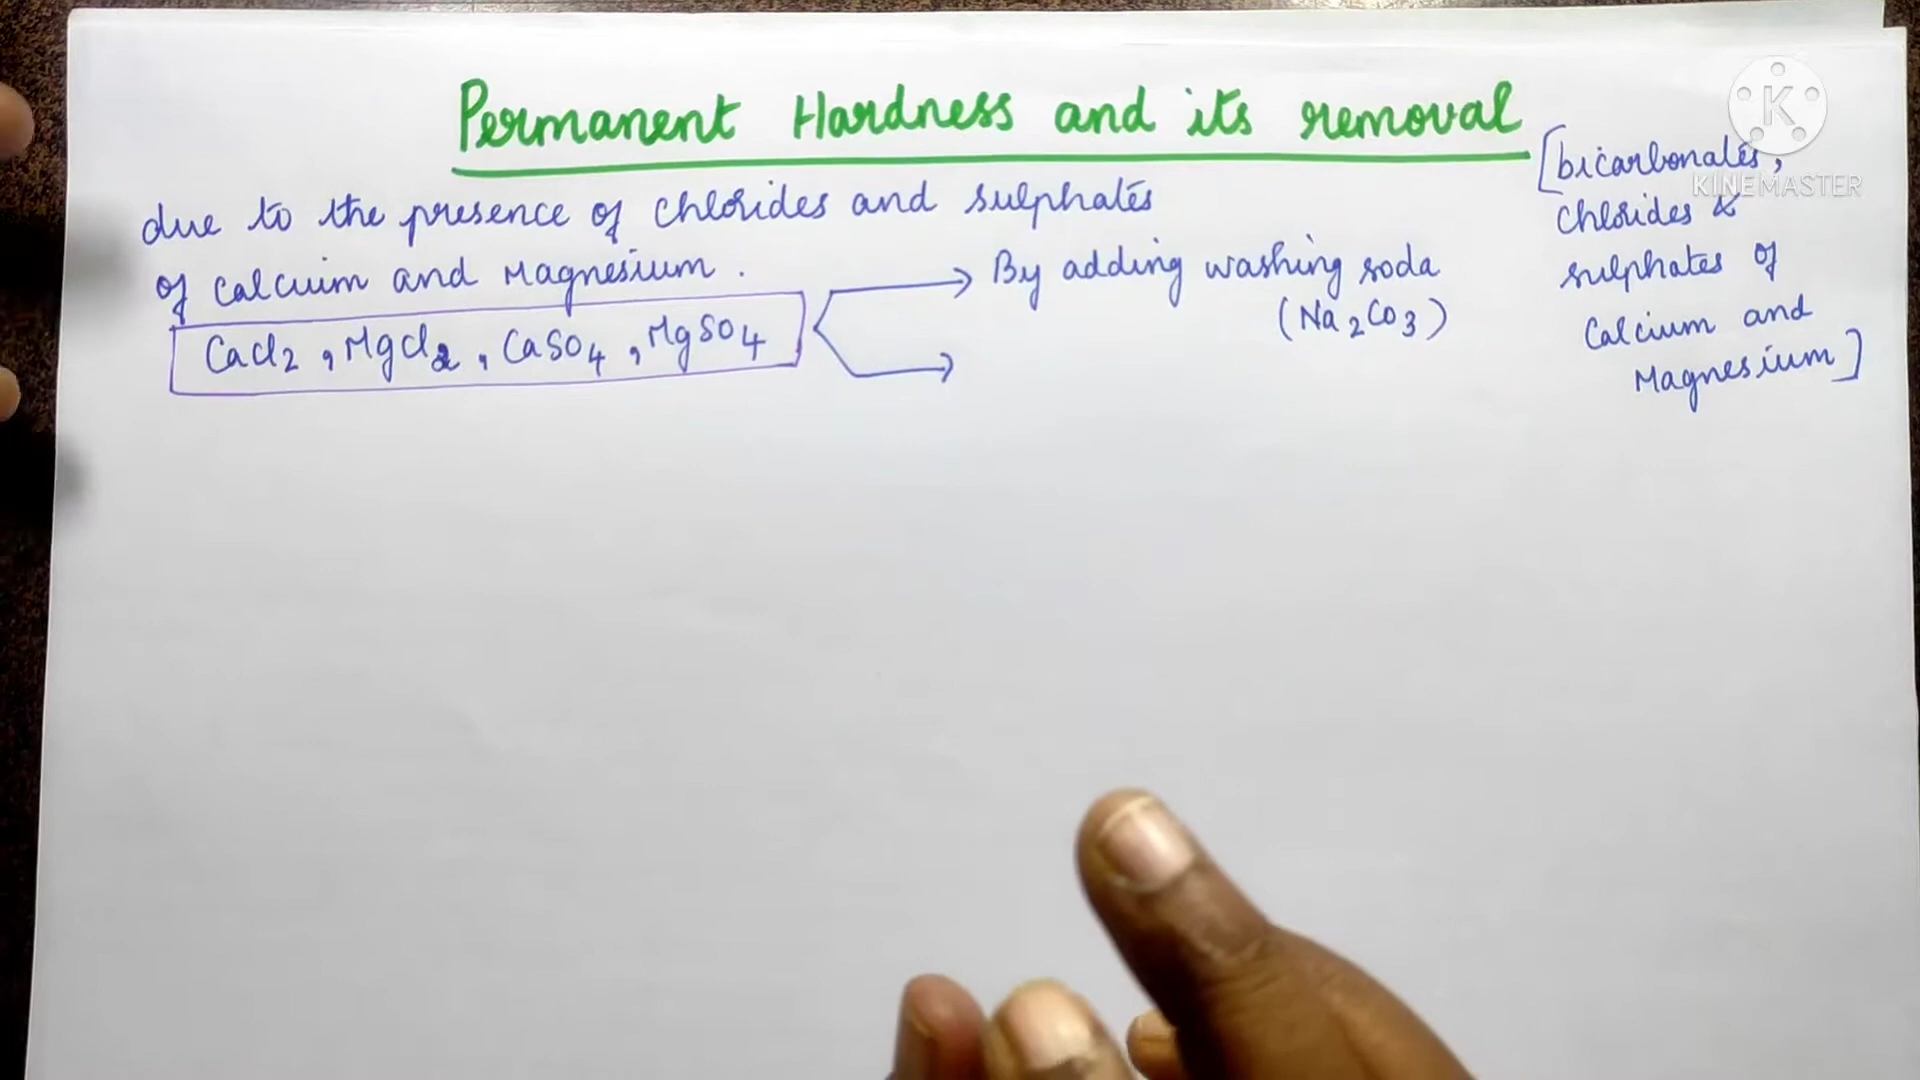 Permanent Hardness and its removal
due to the presence of chlorides and sulphates
of calcium and Magnesium .
CaCl2 , MgCl2 , CaSO4 , MgSO4
By adding washing soda
(Na2CO3)
[bicarbonates,
chlorides &
sulphates of
Calcium and
Magnesium]
K
KINEMASTER